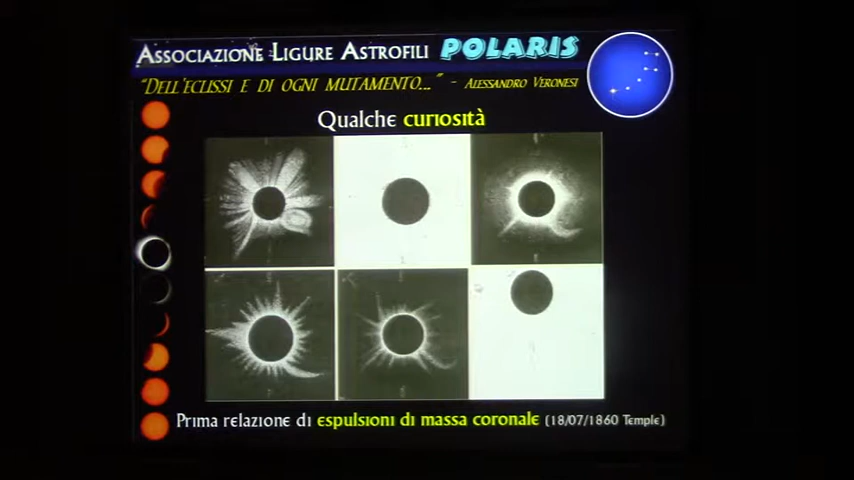 Associazione Ligure Astrofili POLARIS
"Dell'eclissi e di ogni mutamento..." - Alessandro Veronesi
Qualche curiosità
Prima relazione di espulsioni di massa coronale (18/07/1860 Temple)